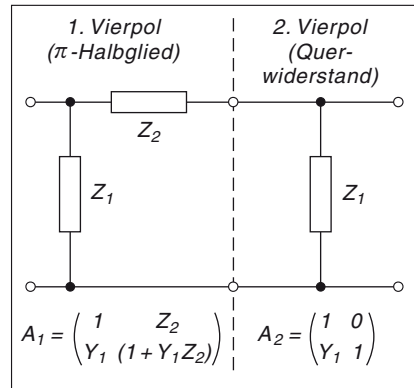 1. Vierpol
(π-Halbglied)
2. Vierpol
(Quer-
widerstand)
Z₂
Z₁
Z₁
A₁ = ( 1 Z₂
Y₁ (1 + Y₁Z₂) )
A₂ = ( 1 0
Y₁ 1 )